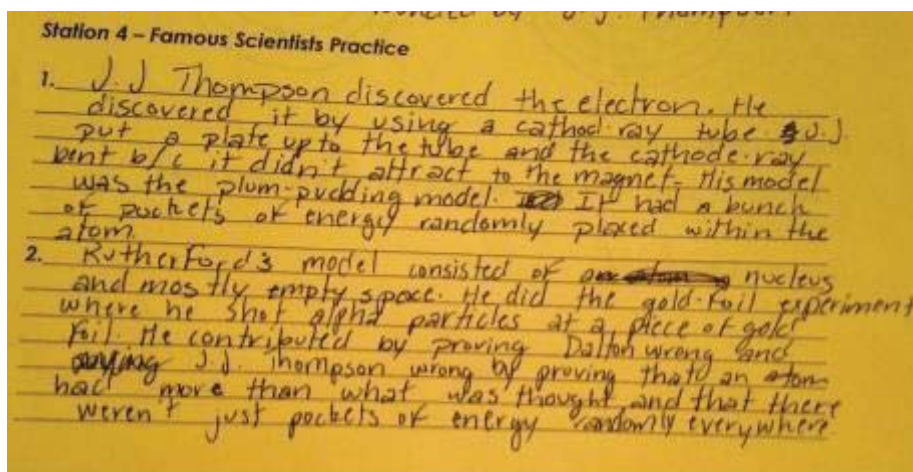 Station 4 – Famous Scientists Practice
1. J.J Thompson discovered the electron. He
discovered it by using a cathod ray tube. J.J.
put a plate up to the tube and the cathode ray
bent b/c it didn't attract to the magnet. His model
was the plum-pudding model. It had a bunch
of pockets of energy randomly placed within the
atom.
2. Rutherford's model consisted of nucleus
and mostly empty space. He did the gold-foil experiment
where he shot alpha particles at a piece of gold
foil. He contributed by proving Dalton wrong and
J.J. Thompson wrong by proving that an atom
had more than what was thought and that there
weren't just pockets of energy randomly everywhere